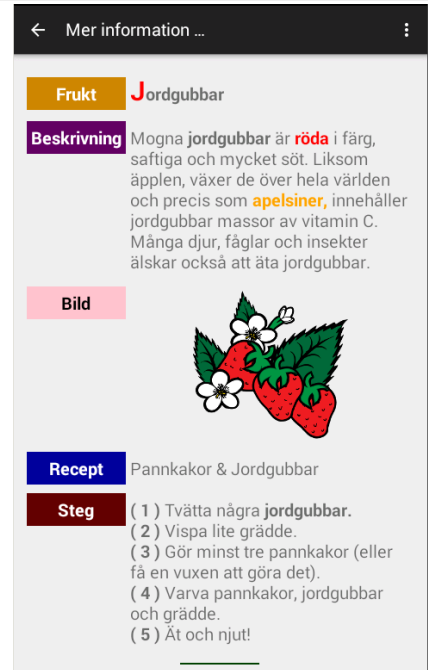 Mer information ...
Frukt Jordgubbar
Beskrivning Mogna jordgubbar är röda i färg,
saftiga och mycket söt. Liksom
äpplen, växer de över hela världen
och precis som apelsiner, innehåller
jordgubbar massor av vitamin C.
Många djur, fåglar och insekter
älskar också att äta jordgubbar.
Bild
Recept Pannkakor & Jordgubbar
Steg ( 1 ) Tvätta några jordgubbar.
( 2 ) Vispa lite grädde.
( 3 ) Gör minst tre pannkakor (eller
få en vuxen att göra det).
( 4 ) Varva pannkakor, jordgubbar
och grädde.
( 5 ) Ät och njut!